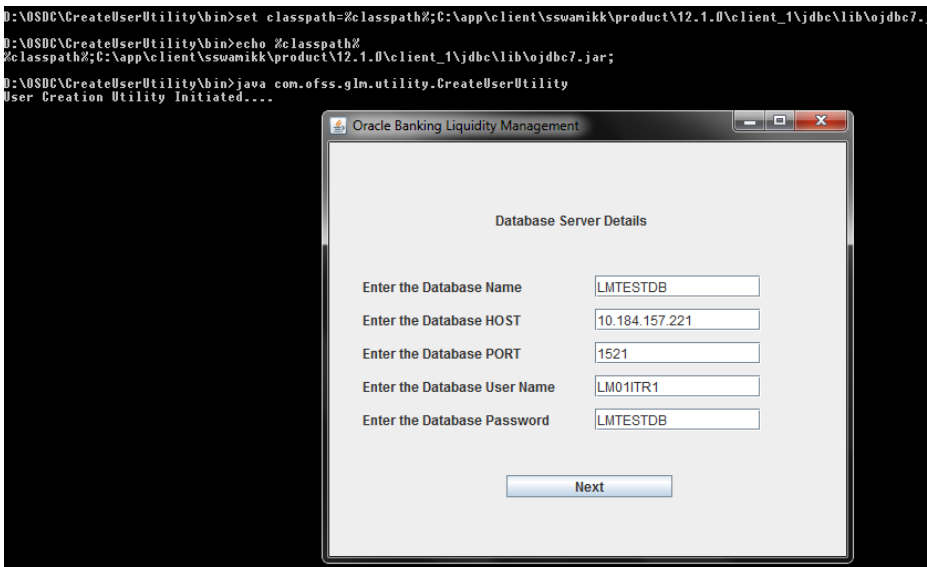 D:\OSDC\CreateUserUtility\bin>set classpath=%classpath%;C:\app\client\sswamikk\product\12.1.0\client_1\jdbc\lib\ojdbc7.
D:\OSDC\CreateUserUtility\bin>echo %classpath%
%classpath%;C:\app\client\sswamikk\product\12.1.0\client_1\jdbc\lib\ojdbc7.jar;
D:\OSDC\CreateUserUtility\bin>java com.ofss.glm.utility.CreateUserUtility
User Creation Utility Initiated....
Oracle Banking Liquidity Management
Database Server Details
Enter the Database Name LMTESTDB
Enter the Database HOST 10.184.157.221
Enter the Database PORT 1521
Enter the Database User Name LM01ITR1
Enter the Database Password LMTESTDB
Next